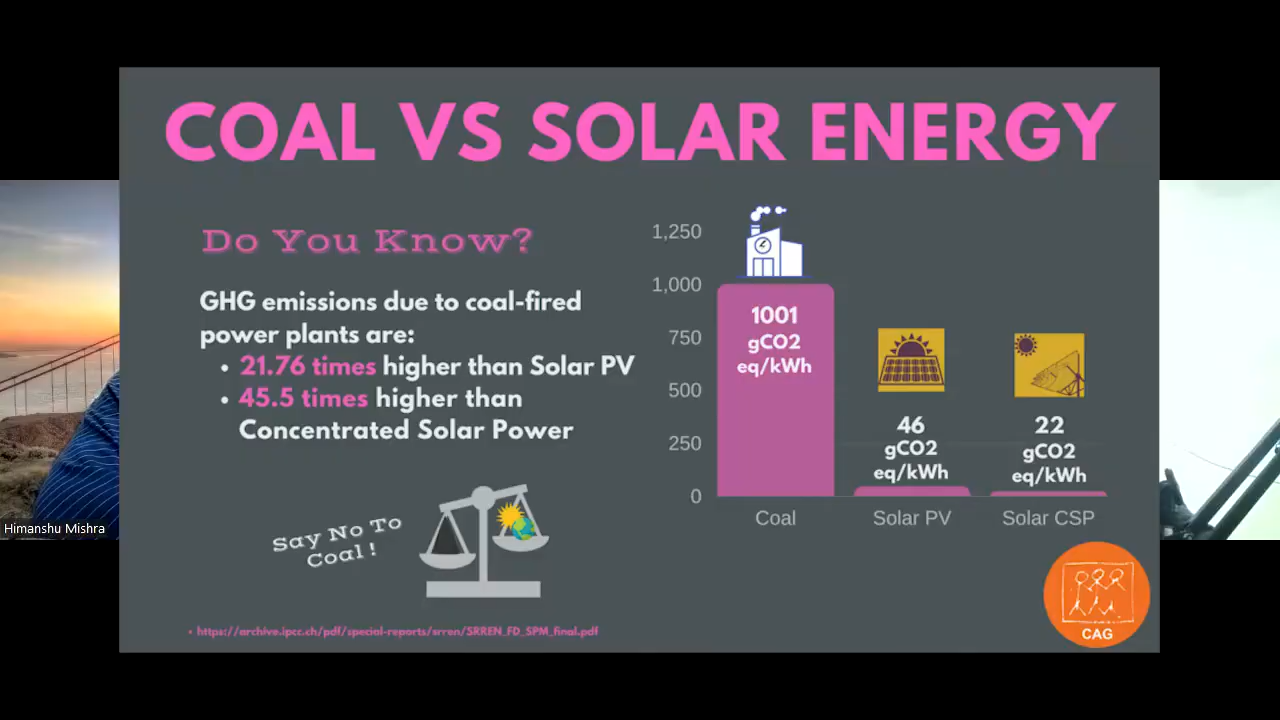 COAL VS SOLAR ENERGY
Do You Know?
GHG emissions due to coal-fired
power plants are:
• 21.76 times higher than Solar PV
• 45.5 times higher than
Concentrated Solar Power
Say No To
Coal!
• https://archive.ipcc.ch/pdf/special-reports/srren/SRREN_FD_SPM_final.pdf
1,250
1,000
750
500
250
0
1001
gCO2
eq/kWh
46
gCO2
eq/kWh
22
gCO2
eq/kWh
Coal
Solar PV
Solar CSP
CAG
Himanshu Mishra